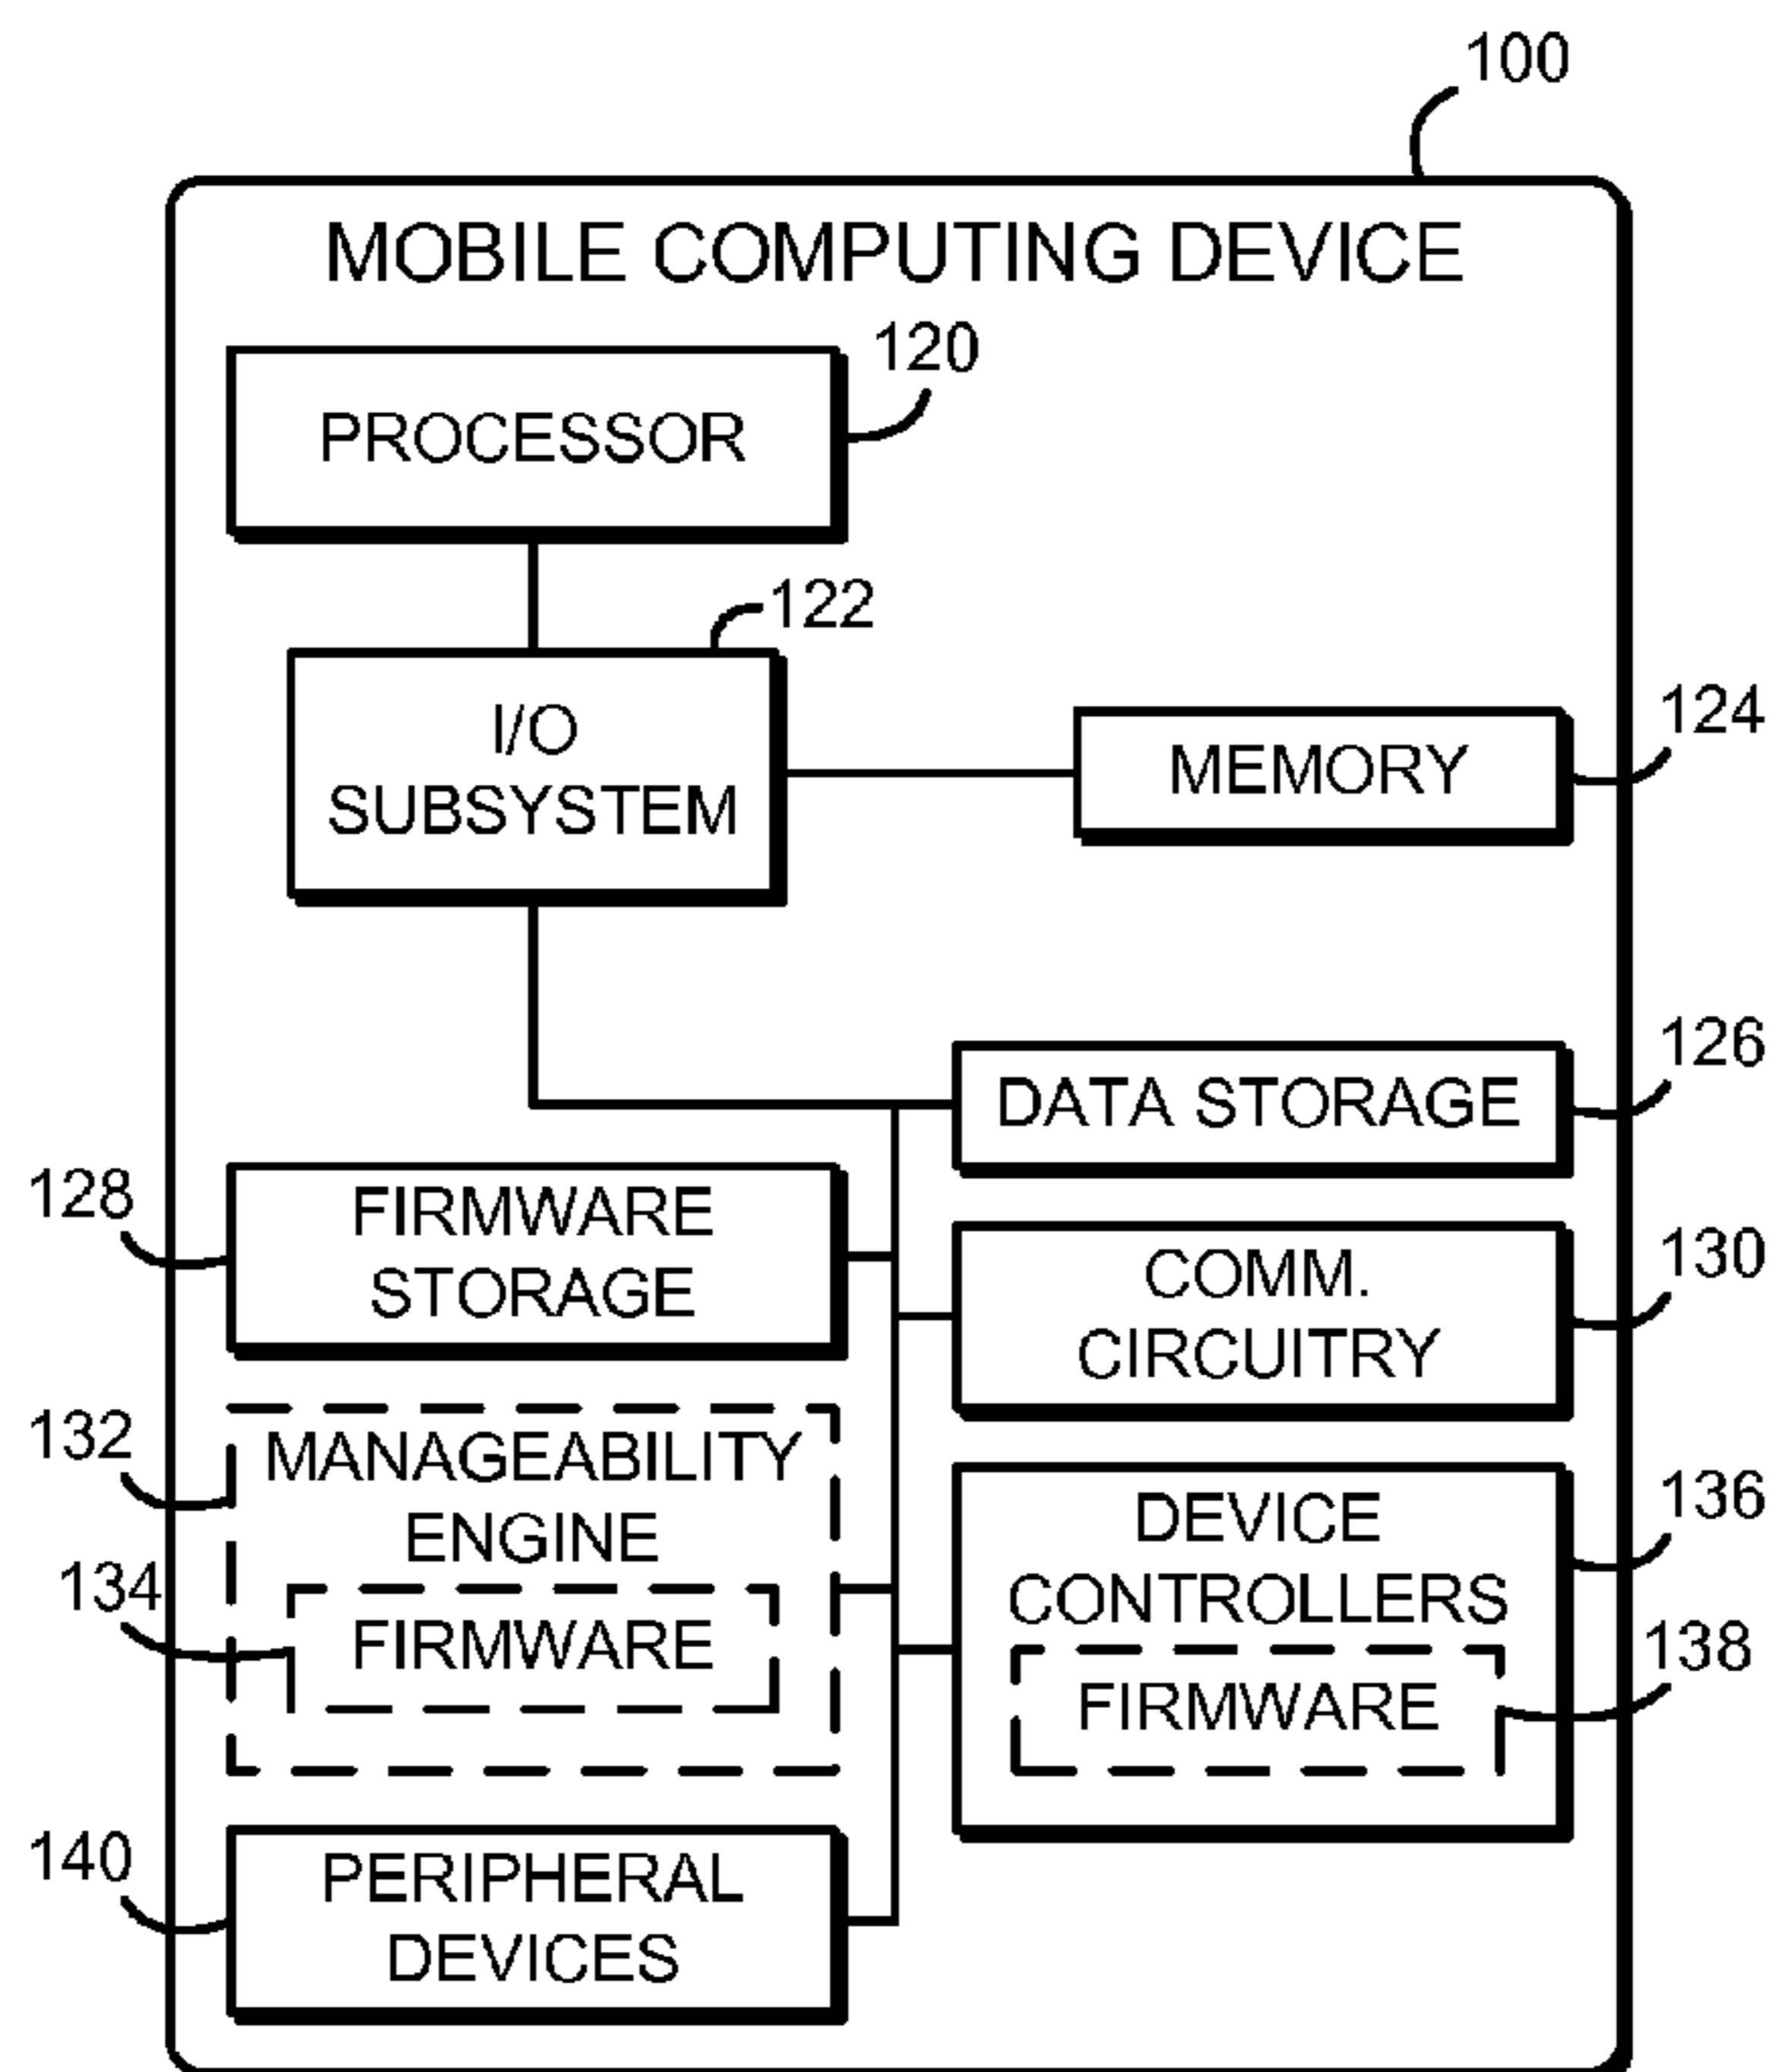 100
MOBILE COMPUTING DEVICE
120
PROCESSOR
122
I/O
SUBSYSTEM
124
MEMORY
126
DATA STORAGE
128
FIRMWARE
STORAGE
130
COMM.
CIRCUITRY
132
MANAGEABILITY
ENGINE
134
FIRMWARE
136
DEVICE
CONTROLLERS
138
FIRMWARE
140
PERIPHERAL
DEVICES